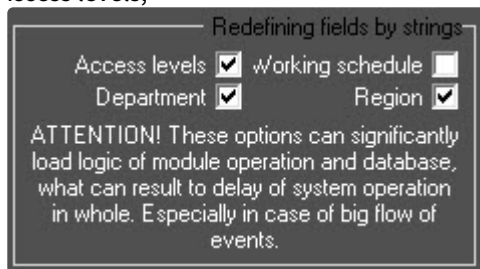 Redefining fields by strings
Access levels Working schedule
Department Region
ATTENTION! These options can significantly
load logic of module operation and database,
what can result to delay of system operation
in whole. Especially in case of big flow of
events.